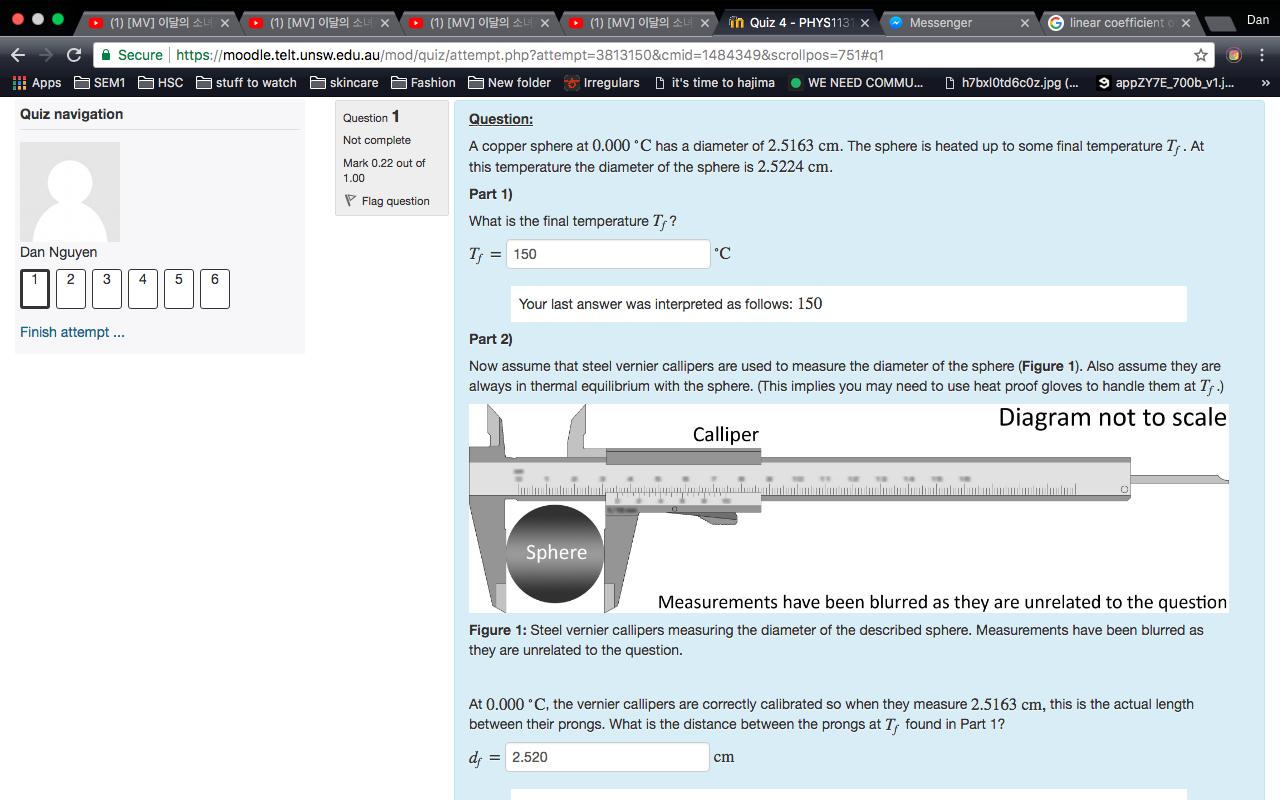 (1) [MV] 이달의 소녀 (1) [MV] 이달의 소녀 (1) [MV] 이달의 소녀 (1) [MV] 이달의 소녀 Quiz 4 - PHYS1131 Messenger linear coefficient o Dan
Secure https://moodle.telt.unsw.edu.au/mod/quiz/attempt.php?attempt=3813150&cmid=1484349&scrollpos=751#q1
Apps SEM1 HSC stuff to watch skincare Fashion New folder Irregulars it's time to hajima WE NEED COMMU... h7bxl0td6c0z.jpg (... appZY7E_700b_v1.j... »
Quiz navigation
Dan Nguyen
1 2 3 4 5 6
Finish attempt ...
Question 1
Not complete
Mark 0.22 out of
1.00
Flag question
Question:
A copper sphere at 0.000 °C has a diameter of 2.5163 cm. The sphere is heated up to some final temperature T_f. At
this temperature the diameter of the sphere is 2.5224 cm.
Part 1)
What is the final temperature T_f?
T_f = 150 °C
Your last answer was interpreted as follows: 150
Part 2)
Now assume that steel vernier callipers are used to measure the diameter of the sphere (Figure 1). Also assume they are
always in thermal equilibrium with the sphere. (This implies you may need to use heat proof gloves to handle them at T_f.)
Diagram not to scale
Calliper
Sphere
Measurements have been blurred as they are unrelated to the question
Figure 1: Steel vernier callipers measuring the diameter of the described sphere. Measurements have been blurred as
they are unrelated to the question.
At 0.000 °C, the vernier callipers are correctly calibrated so when they measure 2.5163 cm, this is the actual length
between their prongs. What is the distance between the prongs at T_f found in Part 1?
d_f = 2.520 cm